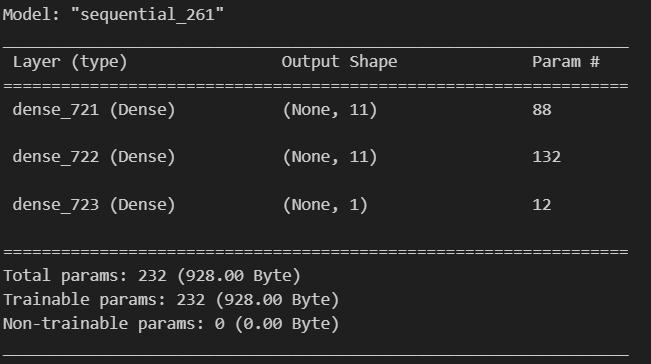 Model: "sequential_261"
_________________________________________________________________
Layer (type) Output Shape Param #
=================================================================
dense_721 (Dense) (None, 11) 88
dense_722 (Dense) (None, 11) 132
dense_723 (Dense) (None, 1) 12
=================================================================
Total params: 232 (928.00 Byte)
Trainable params: 232 (928.00 Byte)
Non-trainable params: 0 (0.00 Byte)
_________________________________________________________________